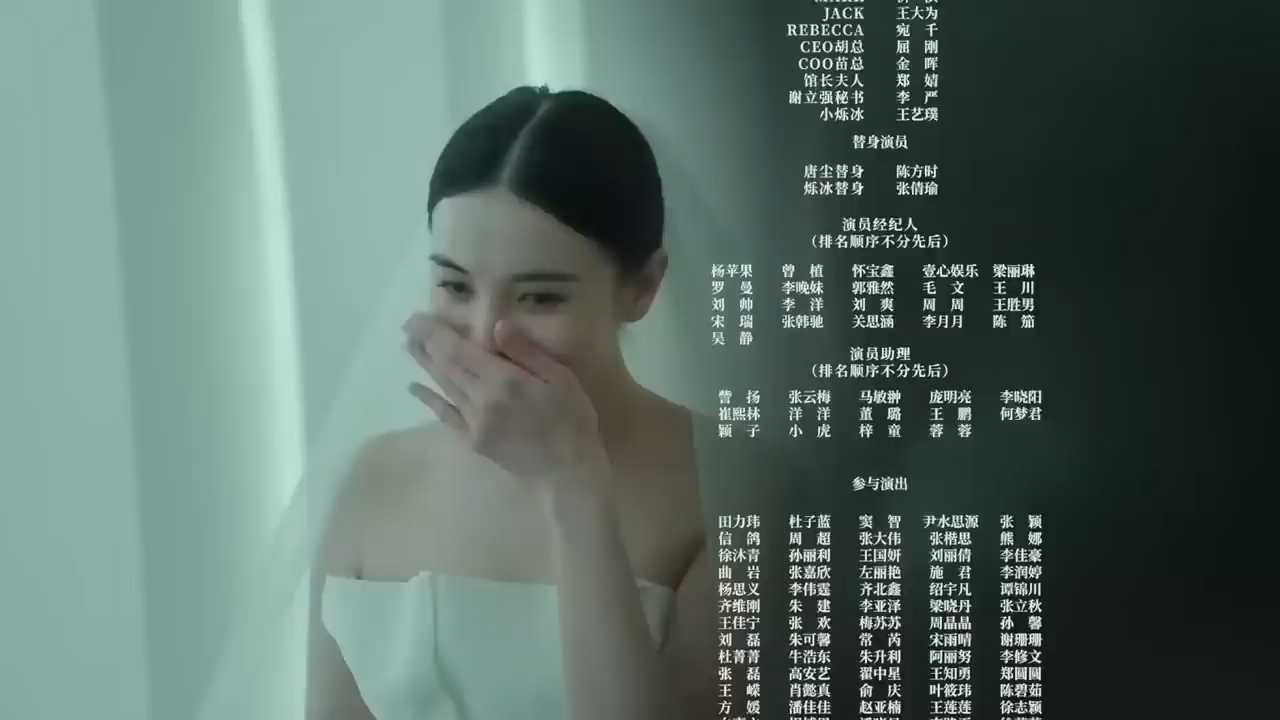 JACK 王大为
REBECCA 宛 千
CEO胡总 屈 刚
COO苗总 金 晖
馆长夫人 郑 婧
谢立强秘书 李 严
小烁冰 王艺璞
替身演员
唐尘替身 陈方时
烁冰替身 张倩瑜
演员经纪人
（排名顺序不分先后）
杨苹果 曾 植 怀宝鑫 壹心娱乐 梁丽琳
罗 曼 李晚妹 郭雅然 毛 文 王 川
刘 帅 李 洋 刘 爽 周 周 王胜男
宋 瑞 张韩驰 关思涵 李月月 陈 笳
吴 静
演员助理
（排名顺序不分先后）
訾 扬 张云梅 马敏翀 庞明亮 李晓阳
崔熙林 洋 洋 董 璐 王 鹏 何梦君
颖 子 小 虎 梓 童 蓉 蓉
参与演出
田力玮 杜子蓝 窦 智 尹水思源 张 颖
信 鸽 周 超 张大伟 张楷思 熊 娜
徐沐青 孙丽利 王国妍 刘丽倩 李佳豪
曲 岩 张嘉欣 左丽艳 施 君 李润婷
杨思义 李伟霆 齐北鑫 绍宇凡 谭锦川
齐维刚 朱 建 李亚泽 梁晓丹 张立秋
王佳宁 张 欢 梅苏苏 周晶晶 孙 馨
刘 磊 朱可馨 常 芮 宋雨晴 谢珊珊
杜菁菁 牛浩东 朱升利 阿丽努 李修文
张 磊 高安艺 翟中星 王知勇 郑圆圆
王 嵘 肖懿真 俞 庆 叶筱玮 陈碧茹
方 媛 潘佳佳 赵亚楠 王莲莲 徐志颖